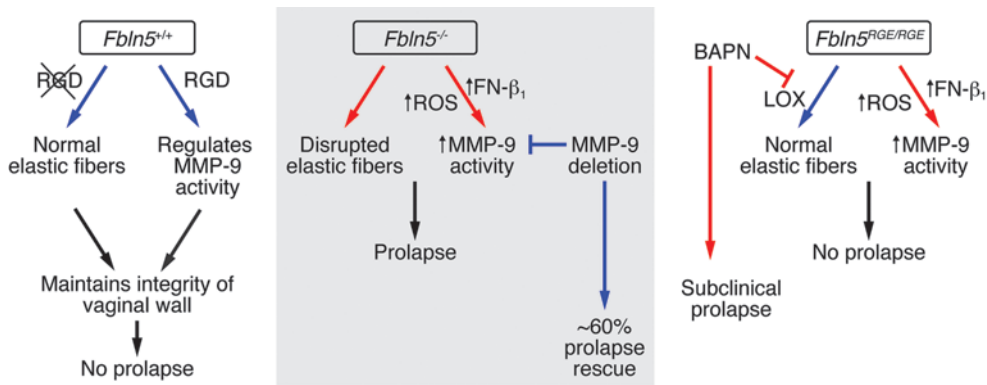 Fbln5+/+
RGD
RGD
Normal
elastic fibers
Regulates
MMP-9
activity
Maintains integrity of
vaginal wall
No prolapse
Fbln5-/-
↑ROS
↑FN-β1
Disrupted
elastic fibers
↑MMP-9
activity
MMP-9
deletion
Prolapse
~60%
prolapse
rescue
BAPN
Fbln5RGE/RGE
LOX
↑ROS
↑FN-β1
Normal
elastic fibers
↑MMP-9
activity
No prolapse
Subclinical
prolapse